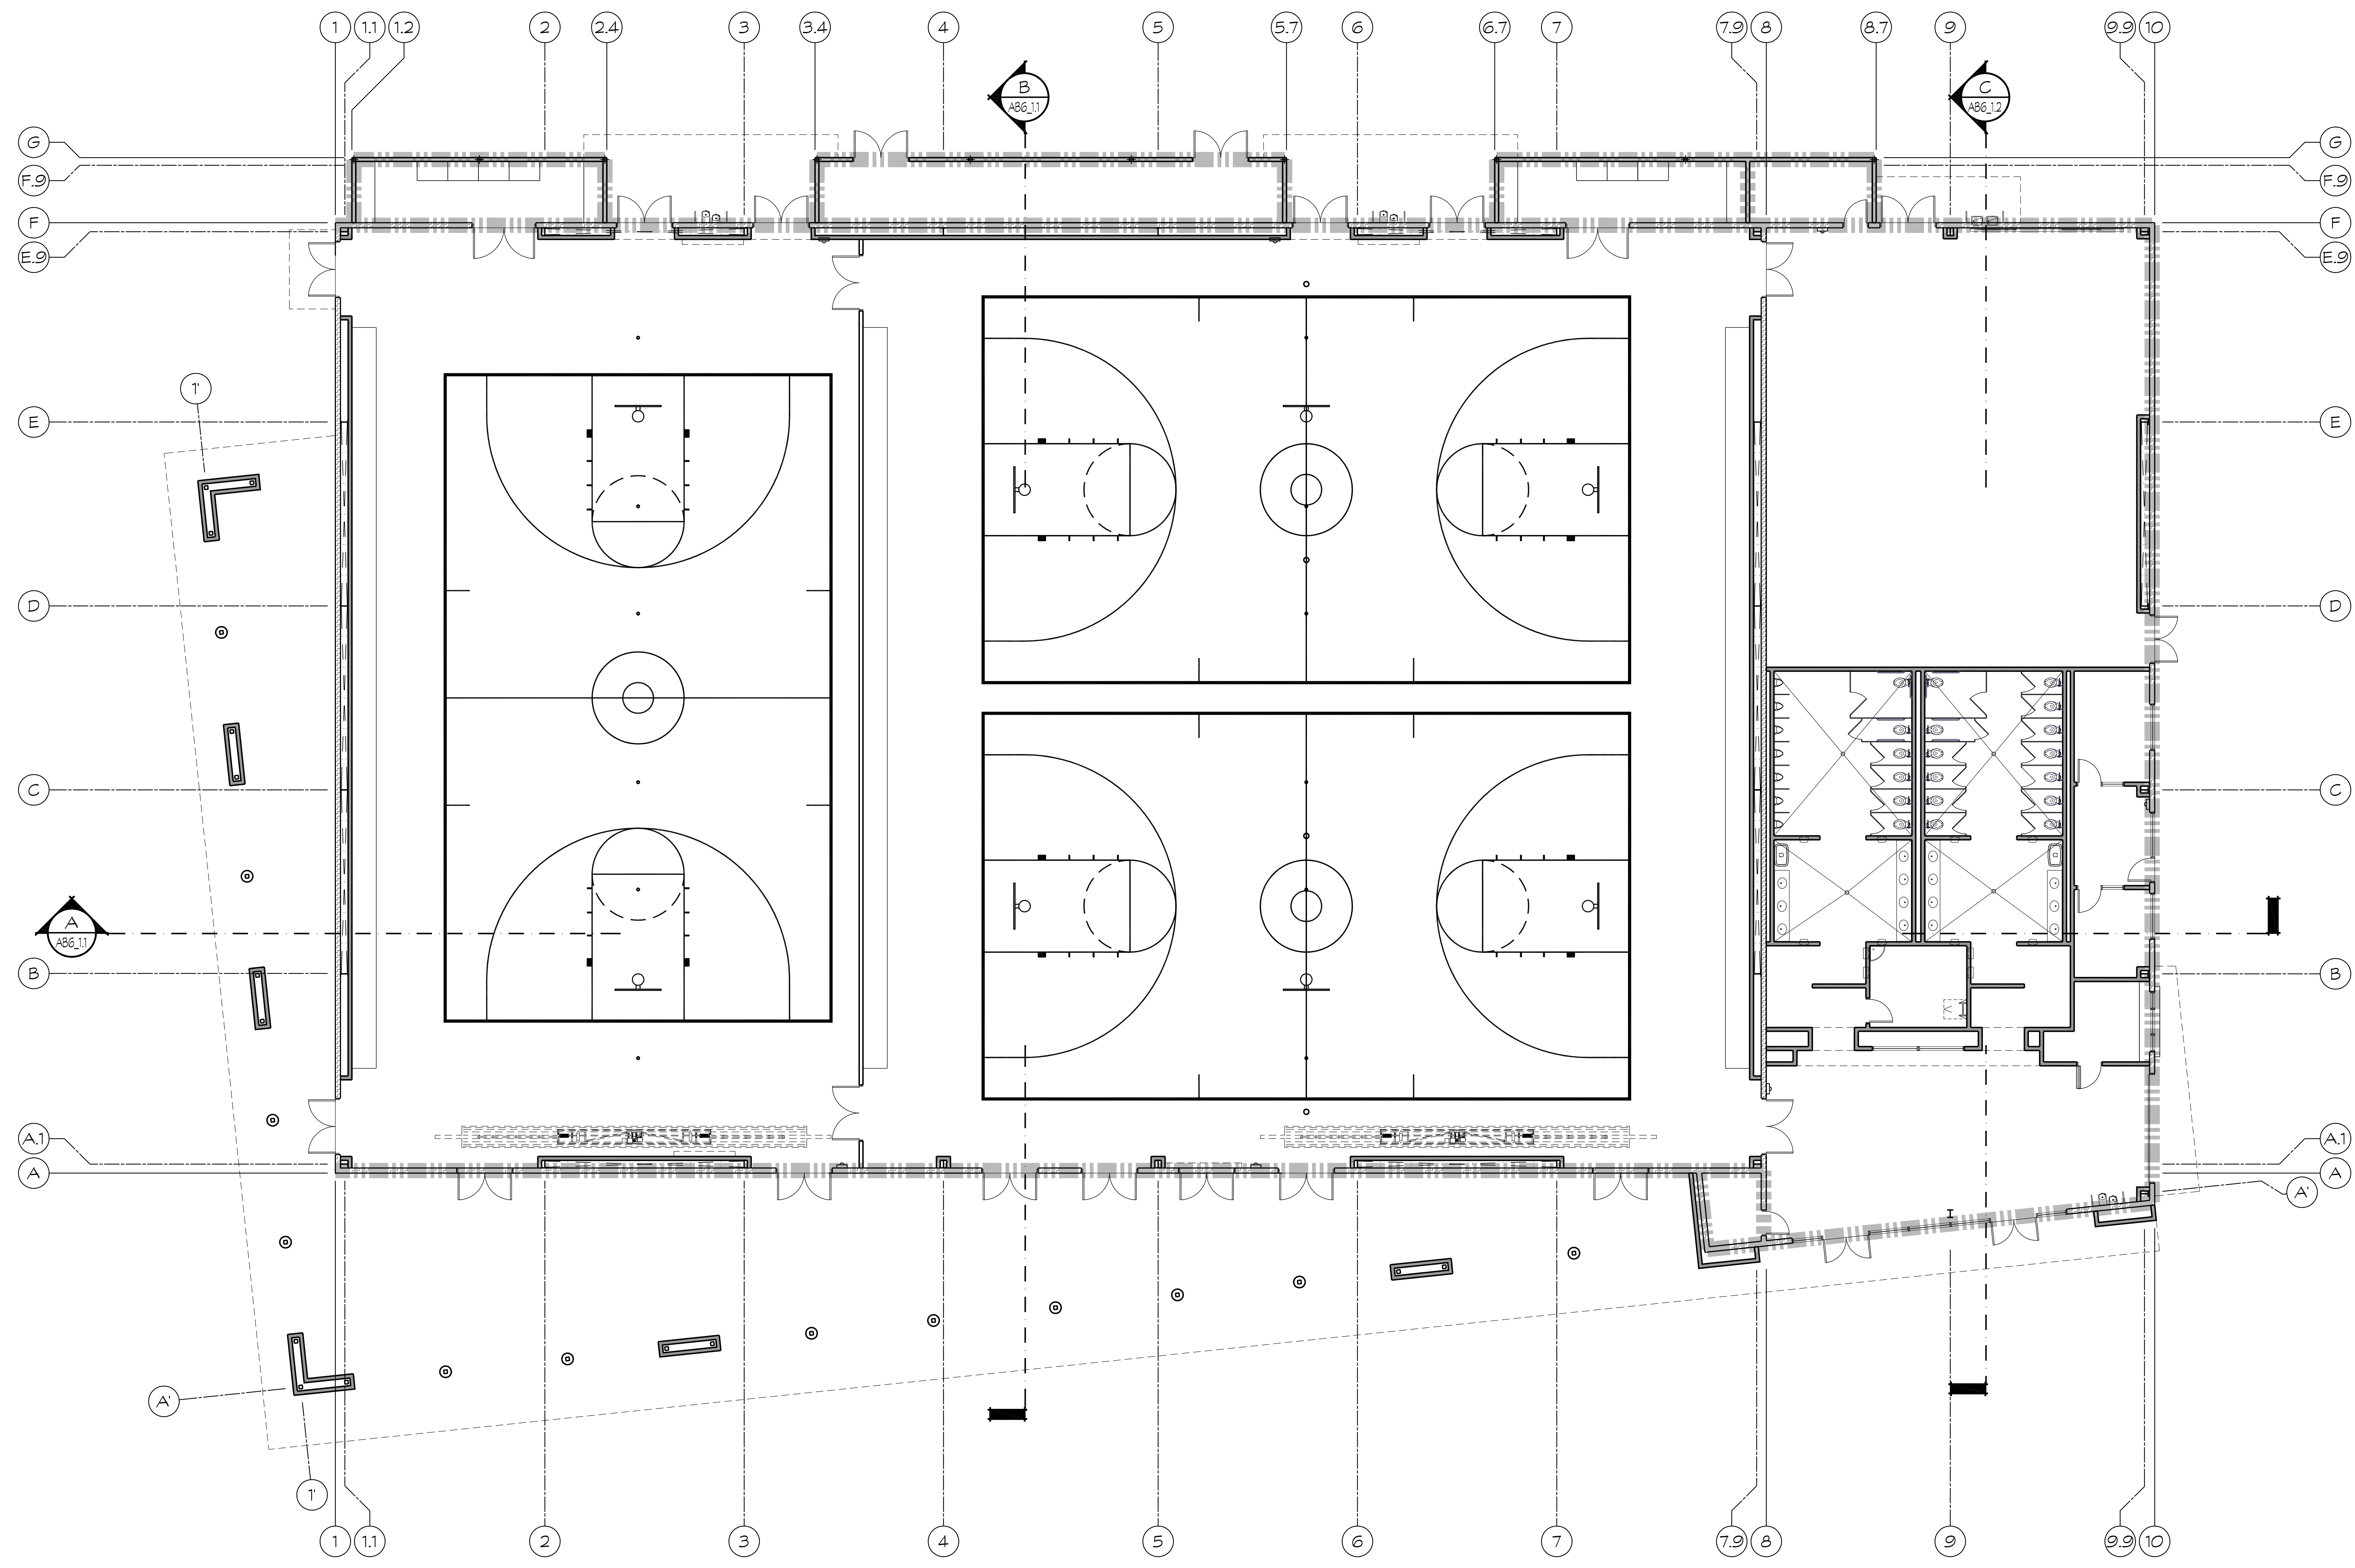 1 1.1 1.2 2 2.4 3 3.4 4 5 5.7 6 6.7 7 7.9 8 8.7 9 9.9 10
B
AB6_1.1
C
AB6_1.2
G G
F.9 F.9
F F
E.9 E.9
1'
E E
D D
C C
A
AB6_1.1
B B
A.1 A.1
A A
A'
A'
1'
1 1.1 2 3 4 5 6 7 7.9 8 9 9.9 10